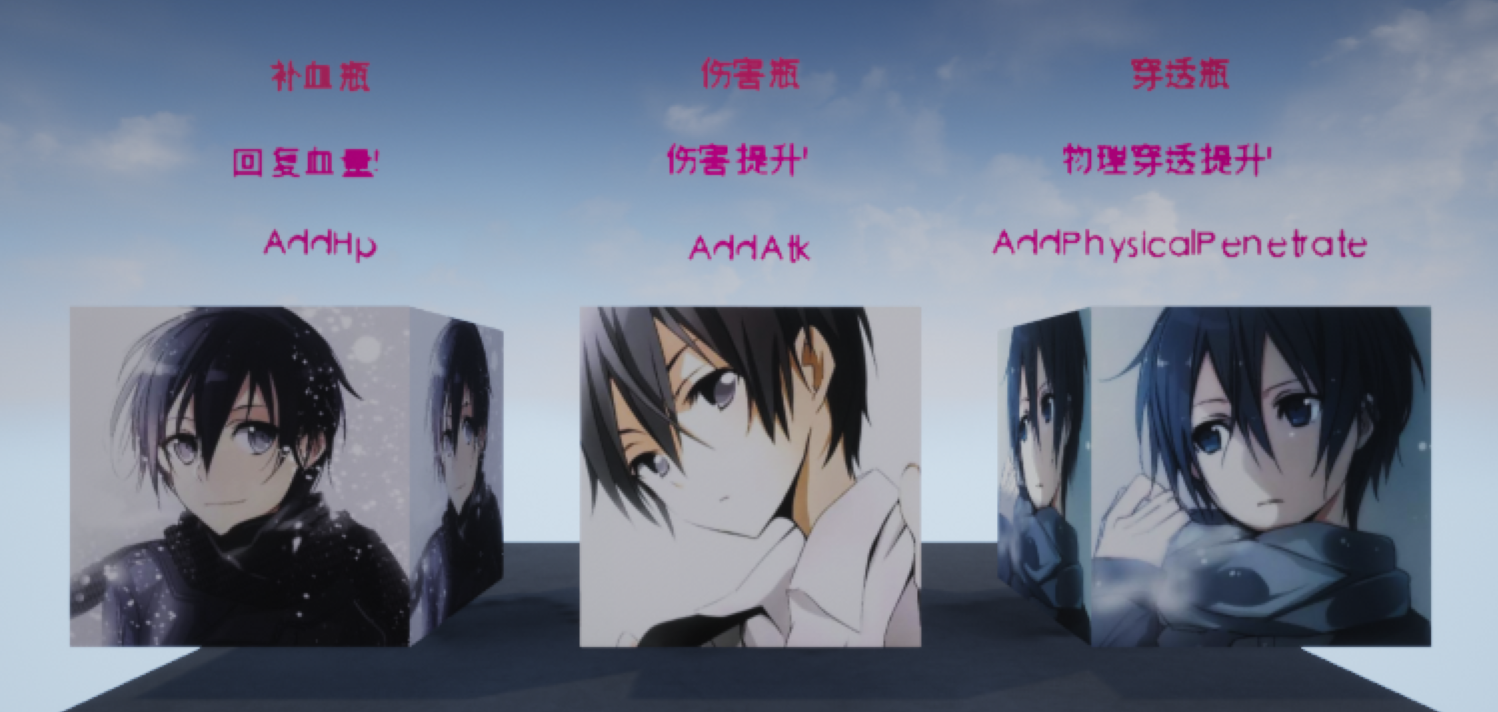 补血瓶
回复血量!
AddHp
伤害瓶
伤害提升!
AddAtk
穿透瓶
物理穿透提升!
AddPhysicalPenetrate